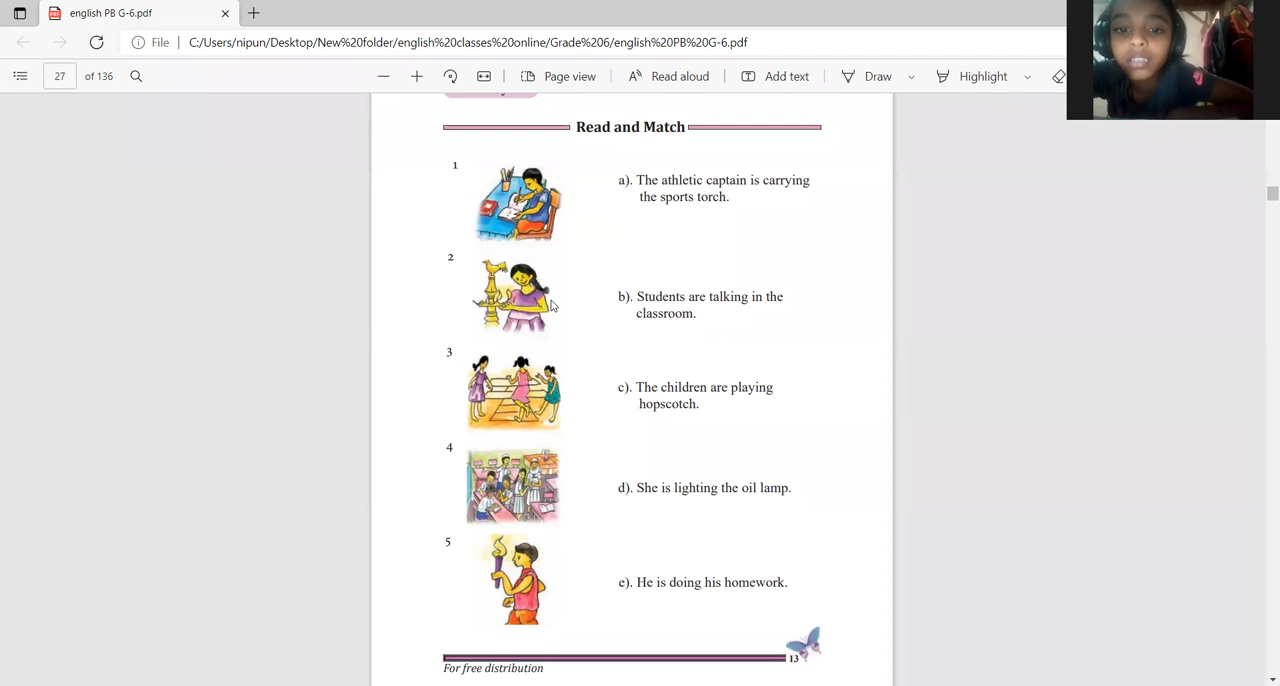 english PB G-6.pdf
File
C:/Users/nipun/Desktop/New%20folder/english%20classes%20online/Grade%206/english%20PB%20G-6.pdf
27 of 136
Page view
Read aloud
Add text
Draw
Highlight
Read and Match
1
a). The athletic captain is carrying
the sports torch.
2
b). Students are talking in the
classroom.
3
c). The children are playing
hopscotch.
4
d). She is lighting the oil lamp.
5
e). He is doing his homework.
13
For free distribution